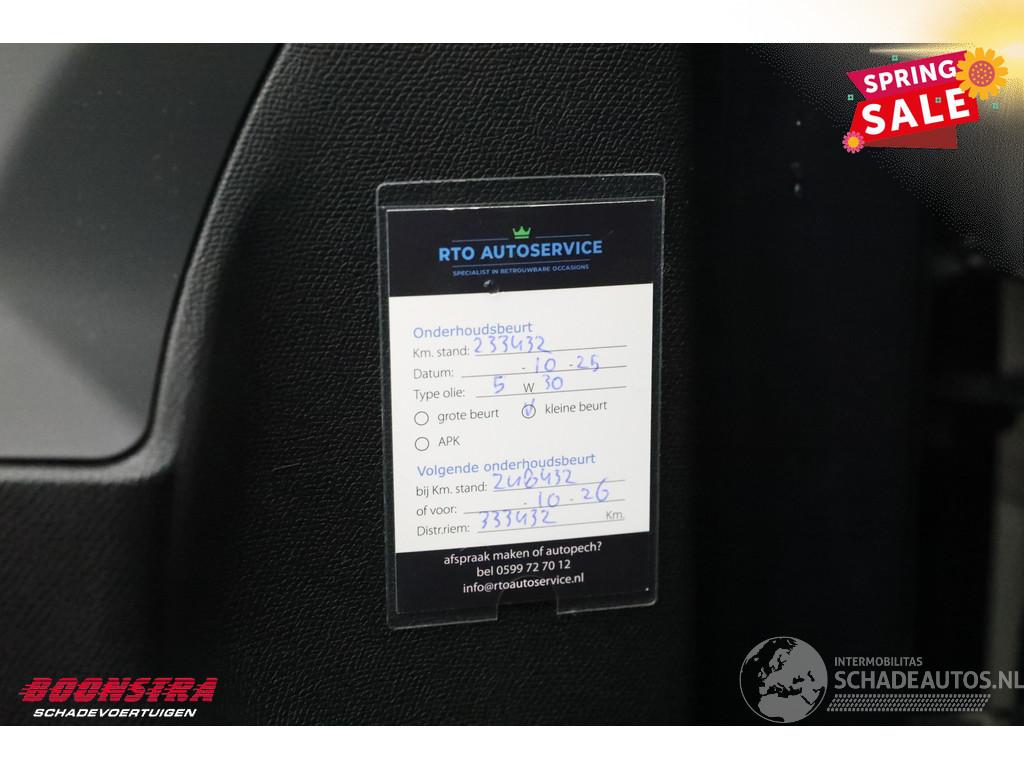 SPRING
SALE
RTO AUTOSERVICE
SPECIALIST IN BETROUWBARE OCCASIONS
Onderhoudsbeurt
Km. stand: 233432
Datum: - 10 - 25
Type olie: 5 W 30
grote beurt kleine beurt
APK
Volgende onderhoudsbeurt
bij Km. stand: 248432
of voor: - 10 - 26
Distr.riem: 333432 Km.
afspraak maken of autopech?
bel 0599 72 70 12
info@rtoautoservice.nl
BOONSTRA
SCHADEVOERTUIGEN
INTERMOBILITAS
SCHADEAUTOS.NL